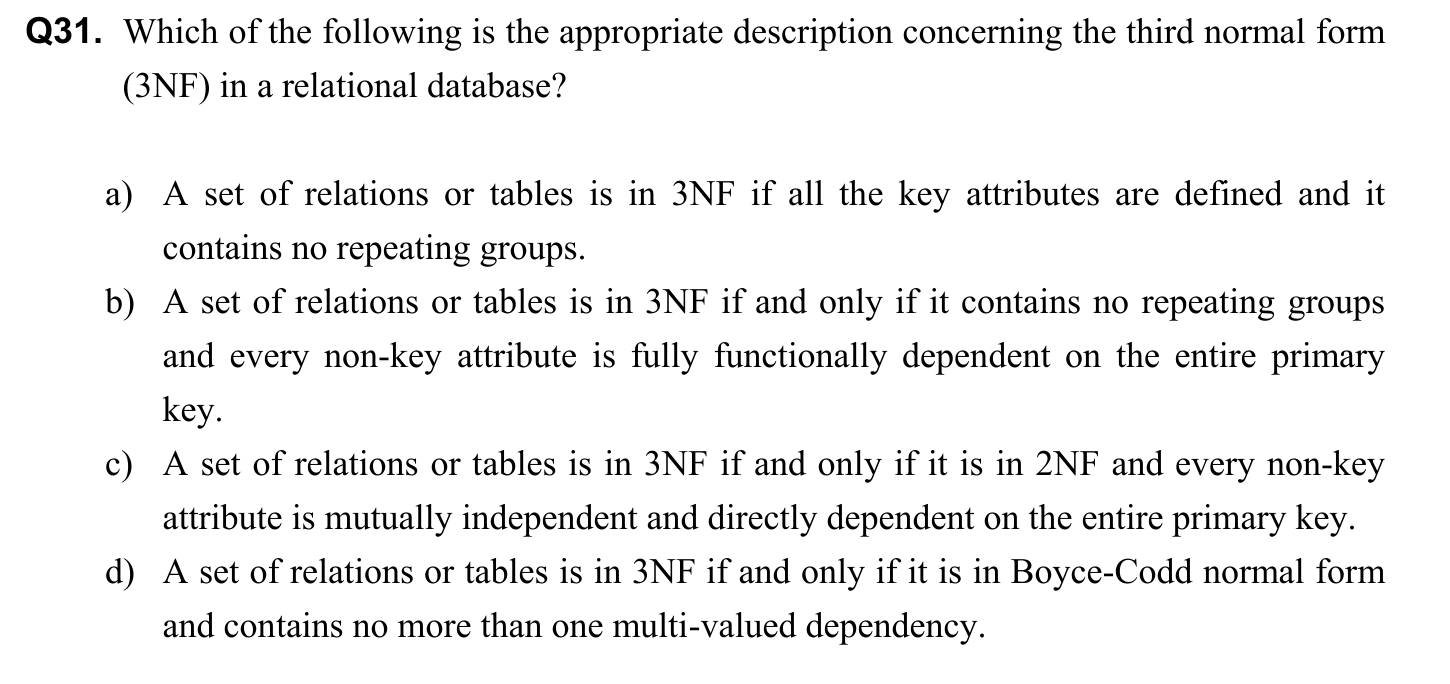 Q31. Which of the following is the appropriate description concerning the third normal form
(3NF) in a relational database?
a) A set of relations or tables is in 3NF if all the key attributes are defined and it
contains no repeating groups.
b) A set of relations or tables is in 3NF if and only if it contains no repeating groups
and every non-key attribute is fully functionally dependent on the entire primary
key.
c) A set of relations or tables is in 3NF if and only if it is in 2NF and every non-key
attribute is mutually independent and directly dependent on the entire primary key.
d) A set of relations or tables is in 3NF if and only if it is in Boyce-Codd normal form
and contains no more than one multi-valued dependency.